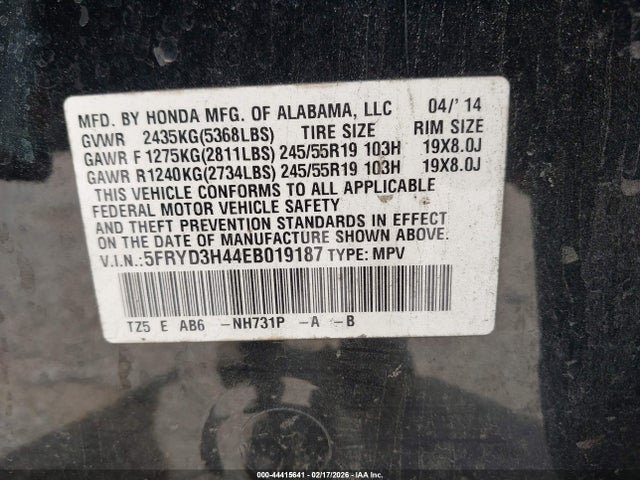 MFD. BY HONDA MFG. OF ALABAMA, LLC 04/'14
GVWR 2435KG(5368LBS) TIRE SIZE RIM SIZE
GAWR F 1275KG(2811LBS) 245/55R19 103H 19X8.0J
GAWR R1240KG(2734LBS) 245/55R19 103H 19X8.0J
THIS VEHICLE CONFORMS TO ALL APPLICABLE
FEDERAL MOTOR VEHICLE SAFETY
AND THEFT PREVENTION STANDARDS IN EFFECT
ON THE DATE OF MANUFACTURE SHOWN ABOVE.
V.I.N.:5FRYD3H44EB019187 TYPE: MPV
TZ5 E AB6 -NH731P -A -B
000-44415641 - 02/17/2026 - IAA Inc.